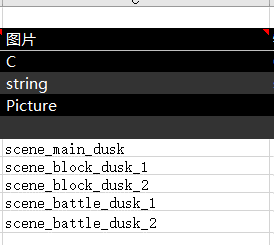 C
图片
C
string
Picture
scene_main_dusk
scene_block_dusk_1
scene_block_dusk_2
scene_battle_dusk_1
scene_battle_dusk_2